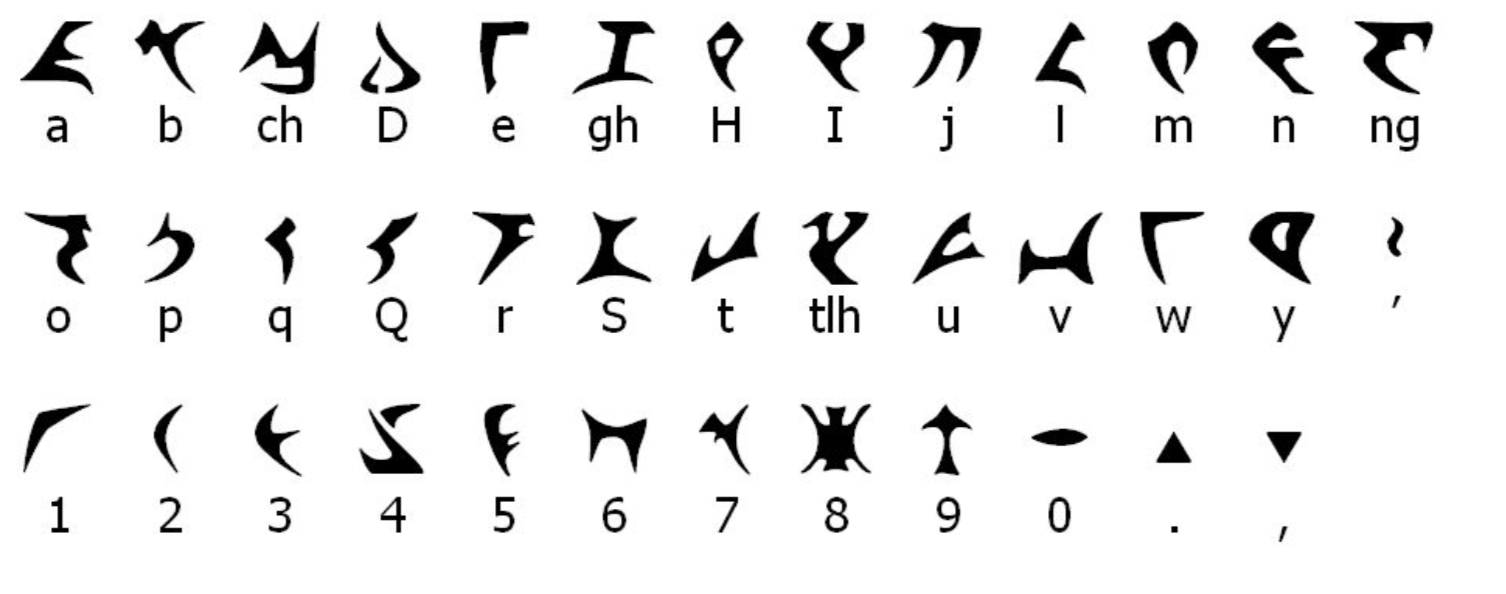 � �
a b ch D e gh H I j l m n ng
           � �
o p q Q r S t tlh u v w y ’
        � �  
1 2 3 4 5 6 7 8 9 0 . ,